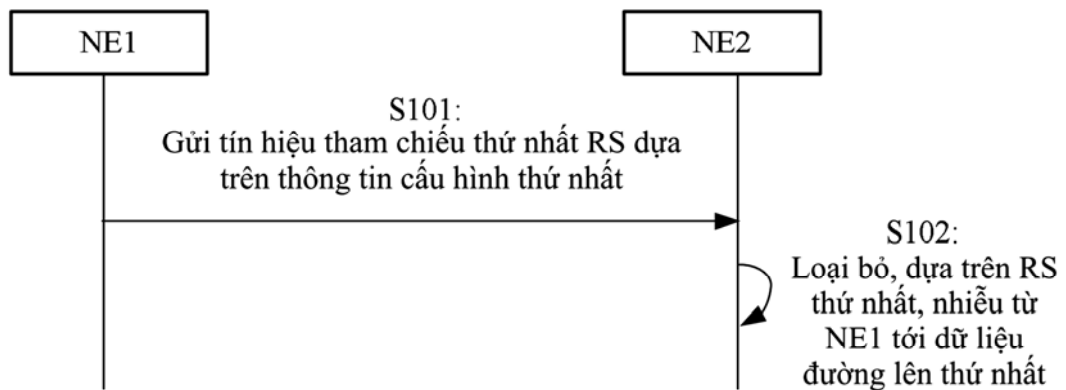 NE1
NE2
S101:
Gửi tín hiệu tham chiếu thứ nhất RS dựa
trên thông tin cấu hình thứ nhất
S102:
Loại bỏ, dựa trên RS
thứ nhất, nhiễu từ
NE1 tới dữ liệu
đường lên thứ nhất